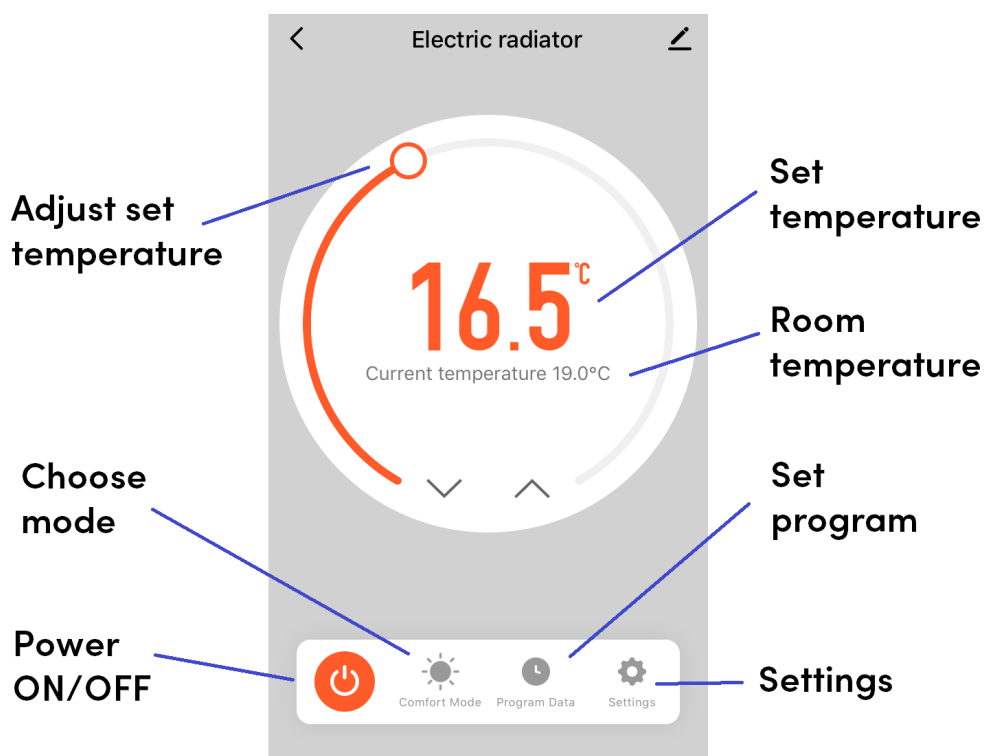 Electric radiator
Adjust set
temperature
Set
temperature
16.5℃
Room
temperature
Current temperature 19.0°C
Choose
mode
Set
program
Power
ON/OFF
Comfort Mode
Program Data
Settings
Settings